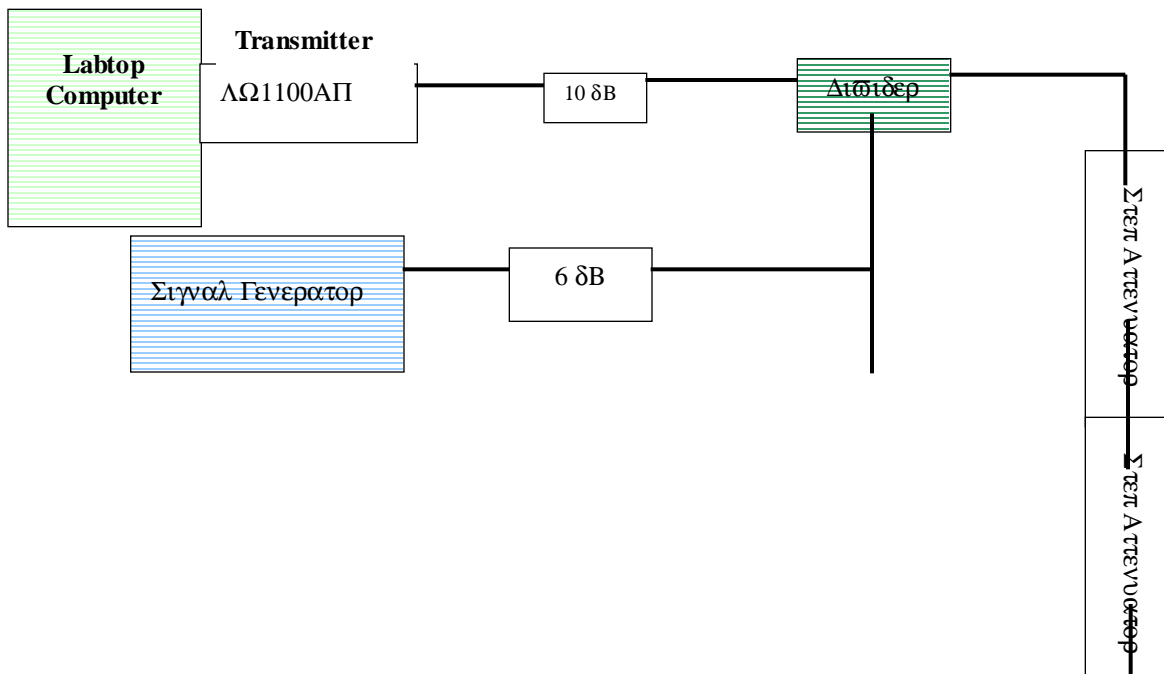 Transmitter
Labtop
Computer
ΛΩ1100ΑΠ
10 δΒ
Διϖιδερ
Σιγναλ Γενερατορ
6 δΒ
Στεπ Αττενυατορ
Στεπ Αττενυατορ